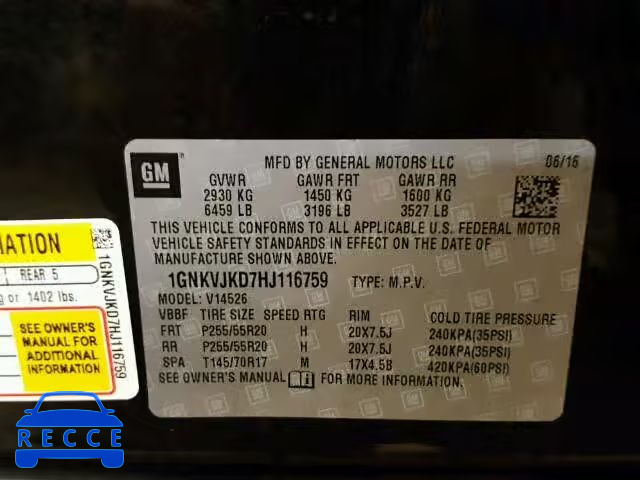 MATION
REAR 5
g or 1402 lbs.
SEE OWNER'S
MANUAL FOR
ADDITIONAL
INFORMATION
1GNKVJKD7HJ116759
GM
MFD BY GENERAL MOTORS LLC 06/16
GVWR GAWR FRT GAWR RR
2930 KG 1450 KG 1600 KG
6459 LB 3196 LB 3527 LB
THIS VEHICLE CONFORMS TO ALL APPLICABLE U.S. FEDERAL MOTOR
VEHICLE SAFETY STANDARDS IN EFFECT ON THE DATE OF
MANUFACTURE SHOWN ABOVE.
1GNKVJKD7HJ116759 TYPE: M.P.V.
MODEL: V14526
VBBF TIRE SIZE SPEED RTG RIM COLD TIRE PRESSURE
FRT P255/55R20 H 20X7.5J 240KPA(35PSI)
RR P255/55R20 H 20X7.5J 240KPA(35PSI)
SPA T145/70R17 M 17X4.5B 420KPA(60PSI)
SEE OWNER'S MANUAL FOR ADDITIONAL INFORMATION.
RECCE